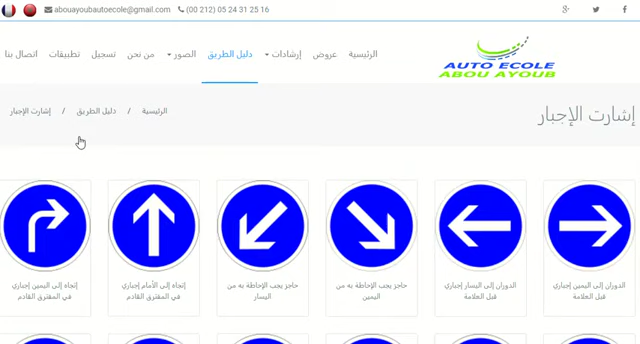 abouayoubautoecole@gmail.com (00 212) 05 24 31 25 16
AUTO ECOLE
ABOU AYOUB
الرئيسية عروض إرشادات دليل الطريق الصور من نحن تسجيل تطبيقات اتصال بنا
إشارت الإجبار
الرئيسية / دليل الطريق / إشارت الإجبار
الدوران إلى اليمين إجباري
قبل العلامة
الدوران إلى اليسار إجباري
قبل العلامة
حاجز يجب الإحاطة به من
اليمين
حاجز يجب الإحاطة به من
اليسار
إتجاه إلى الأمام إجباري
في المفترق القادم
إتجاه إلى اليمين إجباري
في المفترق القادم